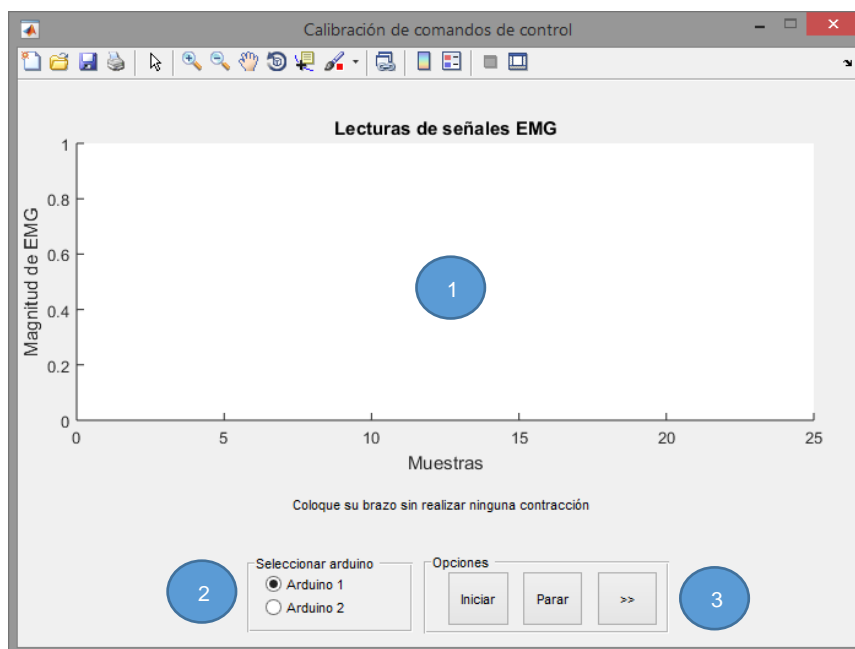 Calibración de comandos de control
Lecturas de señales EMG
1
0.8
0.6
0.4
0.2
0
Magnitud de EMG
1
0 5 10 15 20 25
Muestras
Coloque su brazo sin realizar ninguna contracción
2
Seleccionar arduino
Arduino 1
Arduino 2
Opciones
Iniciar Parar >>
3